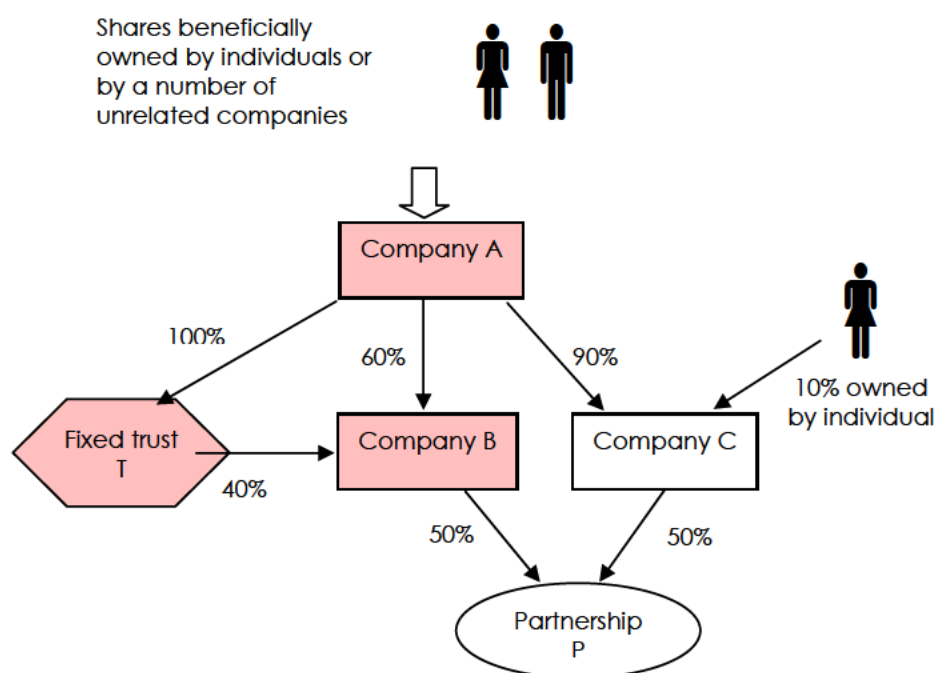 Shares beneficially
owned by individuals or
by a number of
unrelated companies
Company A
100%
60%
90%
10% owned
by individual
Fixed trust
T
Company B
Company C
40%
50%
50%
Partnership
P